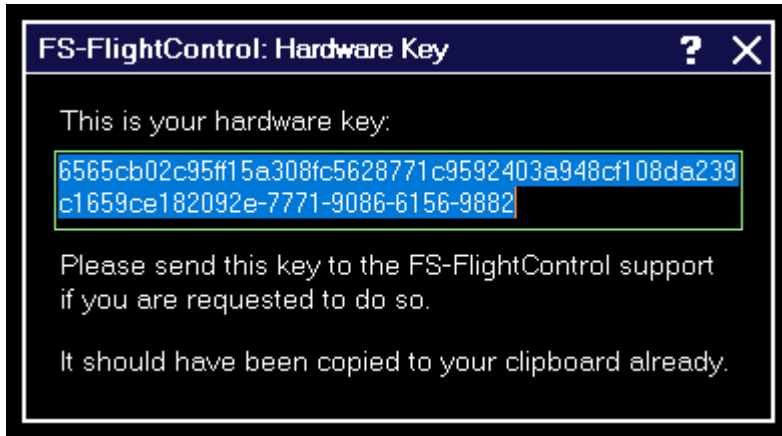 FS-FlightControl: Hardware Key ? X
This is your hardware key:
6565cb02c95ff15a308fc5628771c9592403a948cf108da239
c1659ce182092e-7771-9086-6156-9882
Please send this key to the FS-FlightControl support
if you are requested to do so.
It should have been copied to your clipboard already.